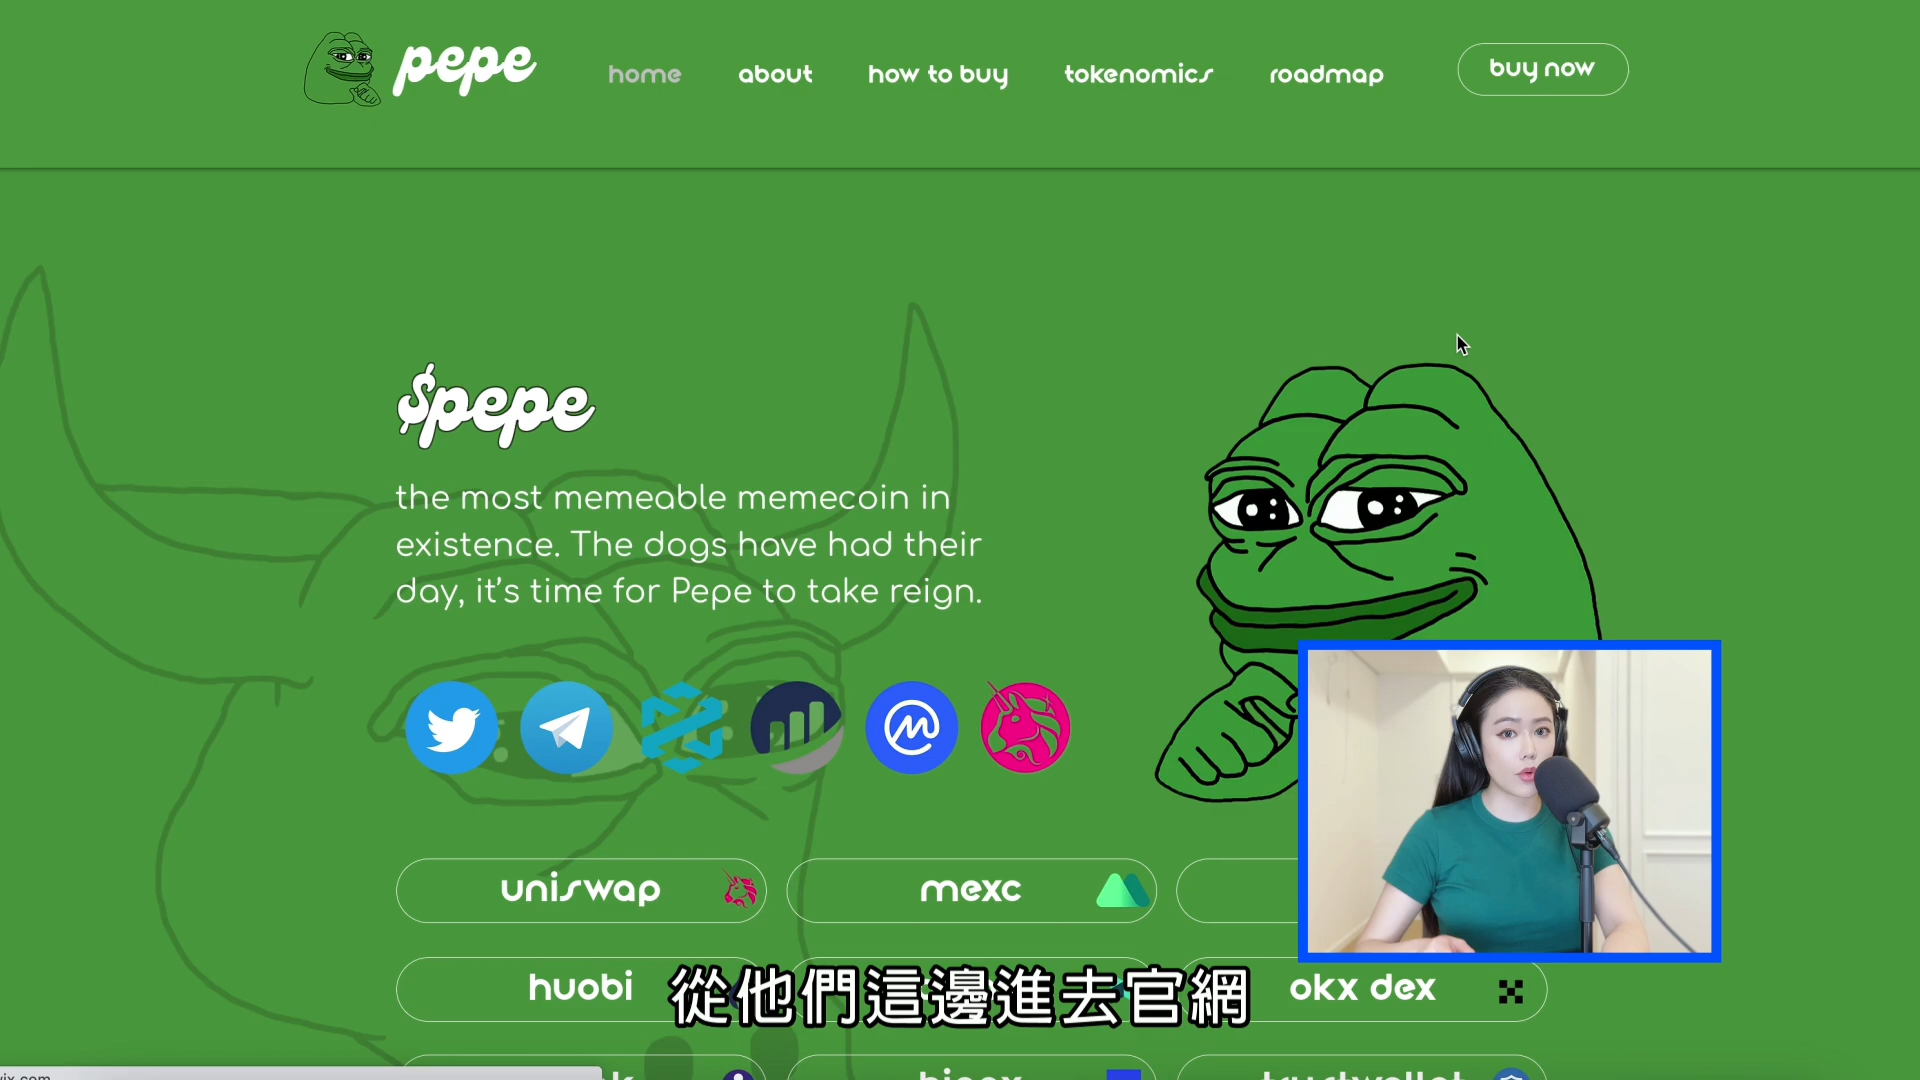 pepe
home
about
how to buy
tokenomics
roadmap
buy now
$pepe
the most memeable memecoin in
existence. The dogs have had their
day, it's time for Pepe to take reign.
uniswap
mexc
huobi
okx dex
從他們這邊進去官網